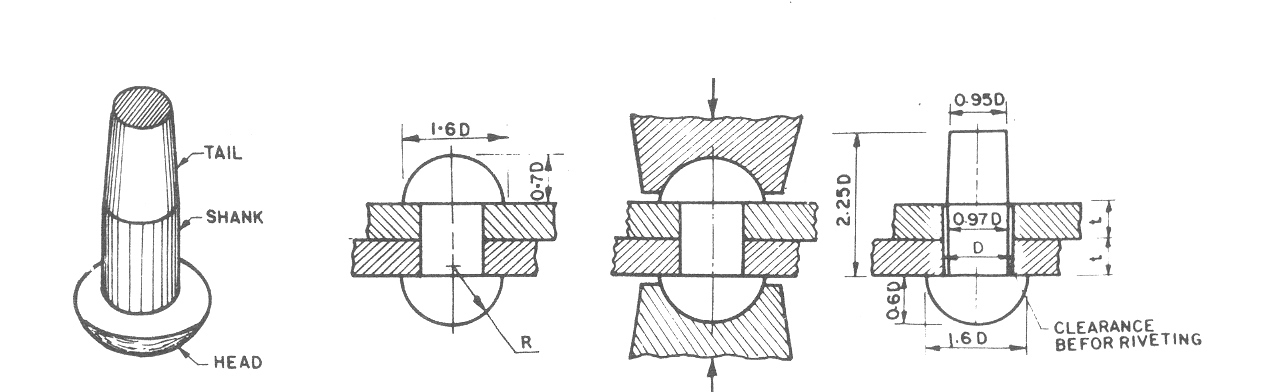 TAIL
SHANK
HEAD
1.6D
0.7D
R
0.95D
2.25D
0.97D
D
t
t
0.6D
1.6D
CLEARANCE
BEFOR RIVETING